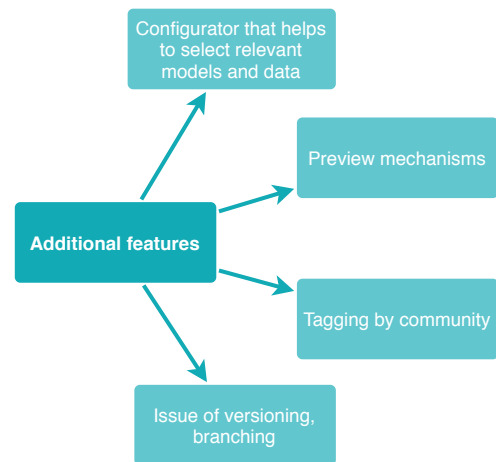 Configurator that helps
to select relevant
models and data
Preview mechanisms
Additional features
Tagging by community
Issue of versioning,
branching